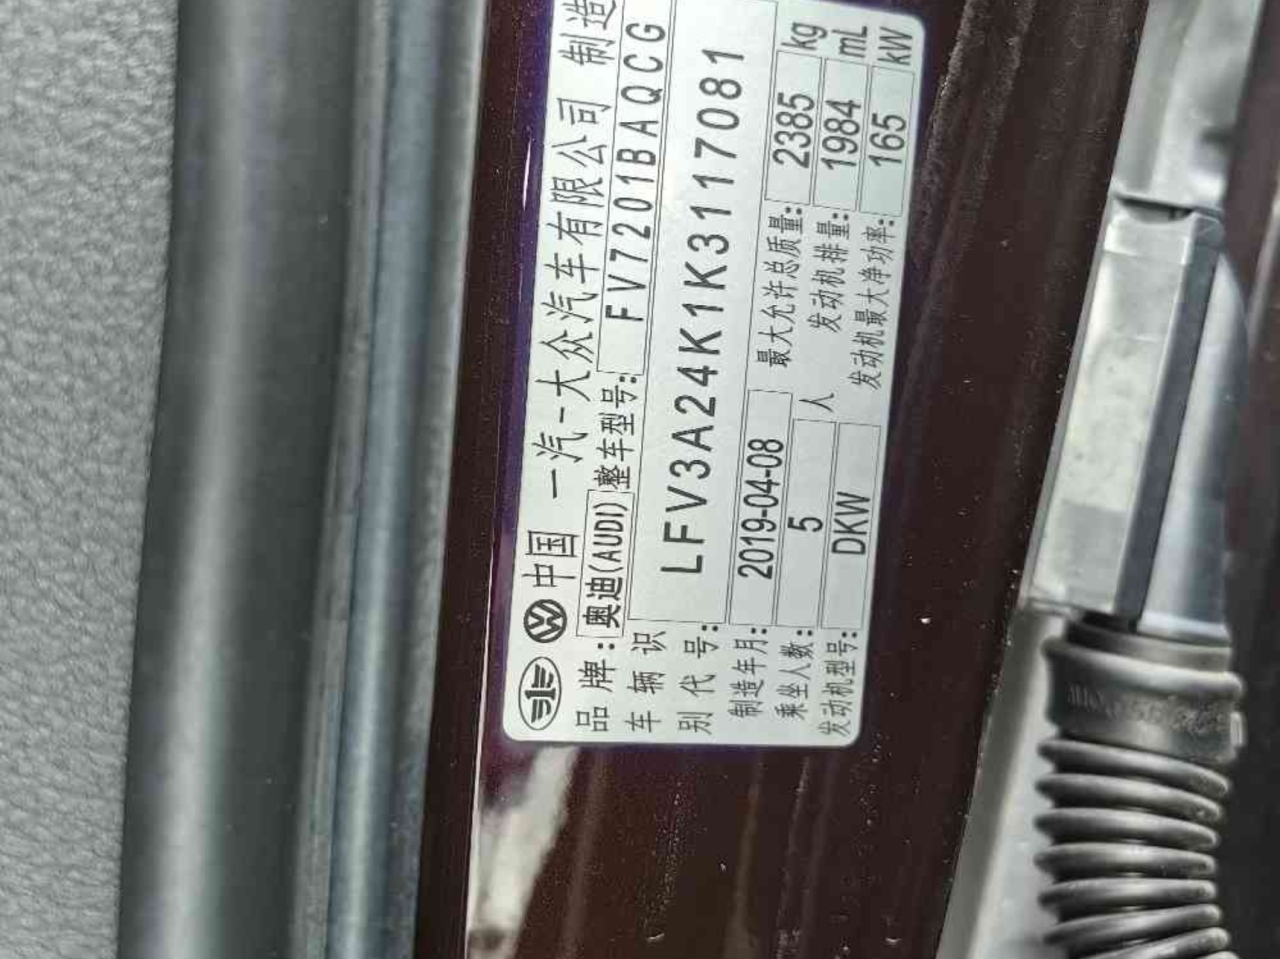 中国 一汽-大众汽车有限公司 制造
品牌: 奥迪(AUDI) 整车型号: FV7201BAQCG
车辆识别代号: LFV3A24K1K3117081
制造年月: 2019-04-08 最大允许总质量: 2385 kg
乘坐人数: 5 人 发动机排量: 1984 mL
发动机型号: DKW 发动机最大净功率: 165 kW